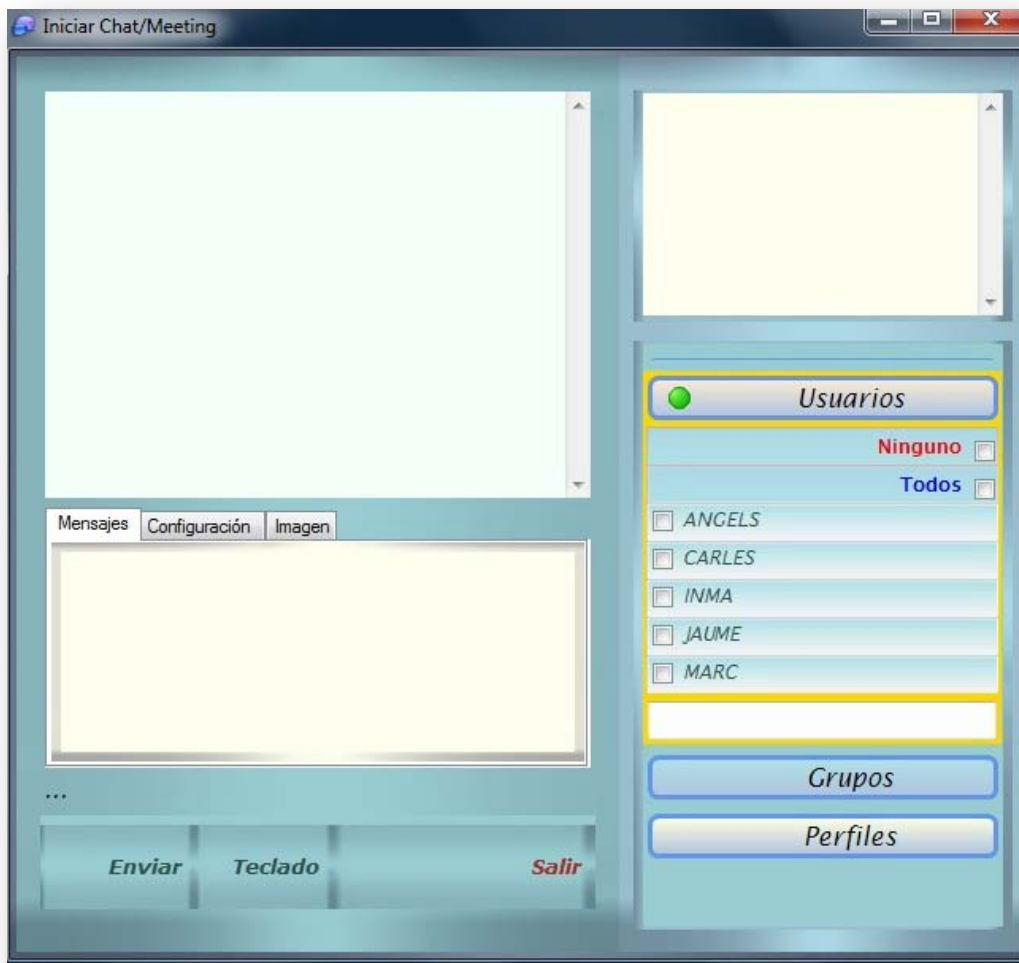 Iniciar Chat/Meeting
Mensajes Configuración Imagen
...
Enviar Teclado Salir
Usuarios
Ninguno
Todos
ANGELS
CARLES
INMA
JAUME
MARC
Grupos
Perfiles